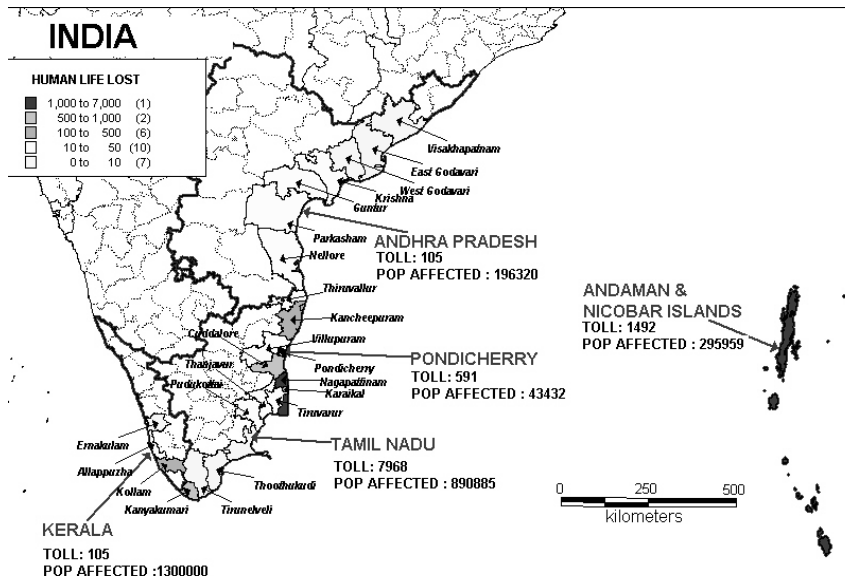 INDIA
HUMAN LIFE LOST
1,000 to 7,000 (1)
500 to 1,000 (2)
100 to 500 (6)
10 to 50 (10)
0 to 10 (7)
Visakhapatnam
East Godavari
West Godavari
Krishna
Guntur
Parkasham
ANDHRA PRADESH
TOLL: 105
POP AFFECTED : 196320
Nellore
Thiruvallur
Kancheepuram
ANDAMAN &
NICOBAR ISLANDS
TOLL: 1492
POP AFFECTED : 295959
Cuddalore
Villupuram
Thanjavur
Pondicherry
PONDICHERRY
TOLL: 591
POP AFFECTED : 43432
Pudukottai
Nagapattinam
Karaikal
Tiruvarur
Ernakulam
TAMIL NADU
TOLL: 7968
POP AFFECTED : 890885
Allappuzha
Kollam
Thoothukudi
Kanyakumari
Tirunelveli
KERALA
TOLL: 105
POP AFFECTED :1300000
0 250 500
kilometers